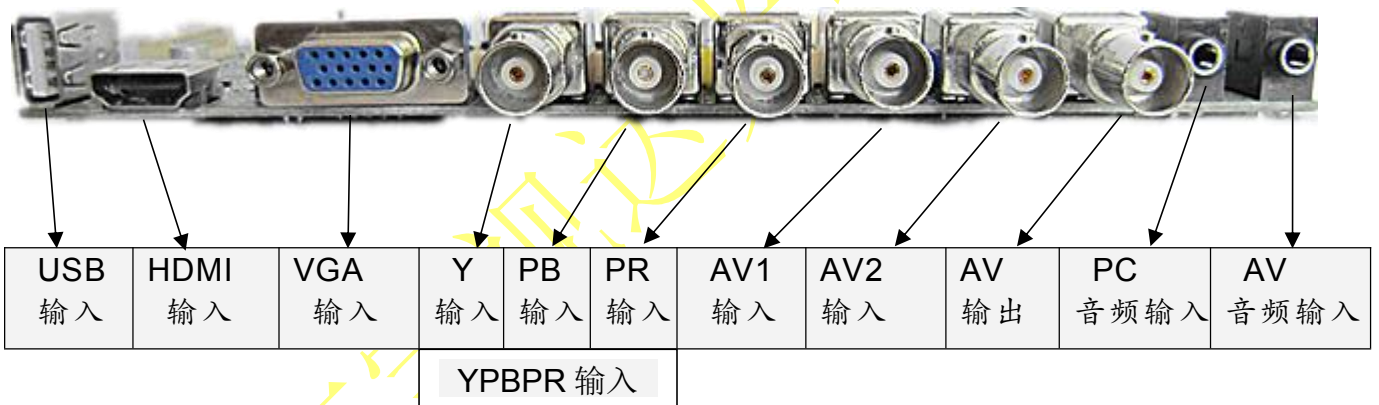 USB HDMI VGA Y PB PR AV1 AV2 AV PC AV
输入 输入 输入 输入 输入 输入 输入 输入 输出 音频输入 音频输入
YPBPR 输入